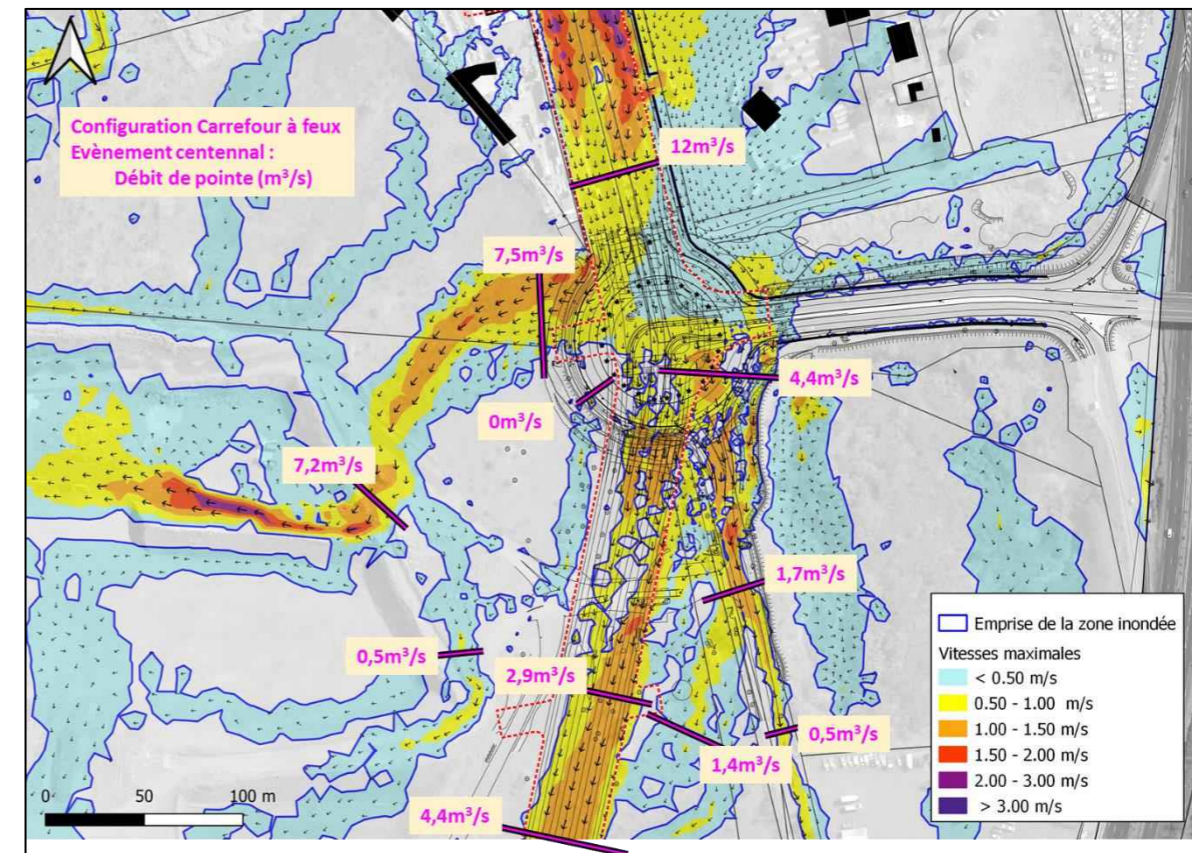 Configuration Carrefour à feux
Evènement centennal :
Débit de pointe (m³/s)
12m³/s
7,5m³/s
4,4m³/s
0m³/s
7,2m³/s
1,7m³/s
0,5m³/s
2,9m³/s
0,5m³/s
1,4m³/s
4,4m³/s
0 50 100 m
Emprise de la zone inondée
Vitesses maximales
< 0.50 m/s
0.50 - 1.00 m/s
1.00 - 1.50 m/s
1.50 - 2.00 m/s
2.00 - 3.00 m/s
> 3.00 m/s